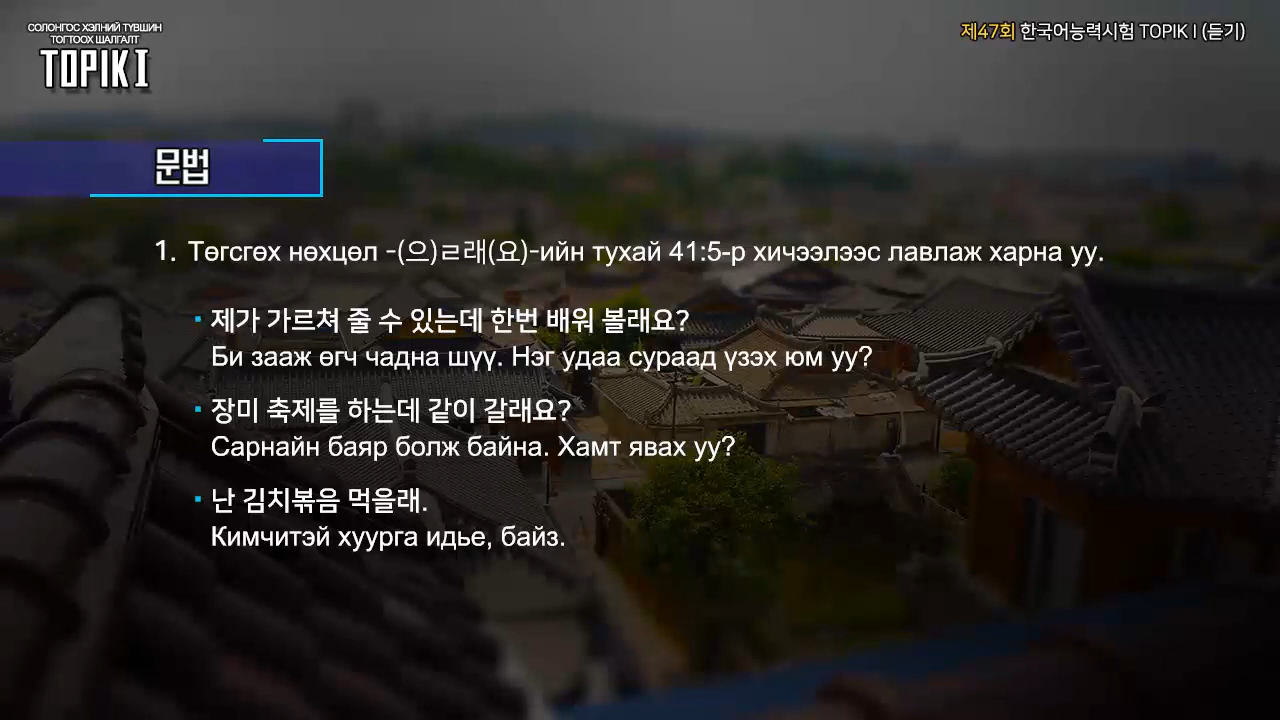 СОЛОНГОС ХЭЛНИЙ ТҮВШИН
ТОГТООХ ШАЛГАЛТ
TOPIK I
제47회 한국어능력시험 TOPIK I (듣기)
문법
1. Төгсгөх нөхцөл -(으)ㄹ래(요)-ийн тухай 41:5-р хичээлээс лавлаж харна уу.
· 제가 가르쳐 줄 수 있는데 한번 배워 볼래요?
Би зааж өгч чадна шүү. Нэг удаа сураад үзэх юм уу?
· 장미 축제를 하는데 같이 갈래요?
Сарнайн баяр болж байна. Хамт явах уу?
· 난 김치볶음 먹을래.
Кимчитэй хуурга идье, байз.